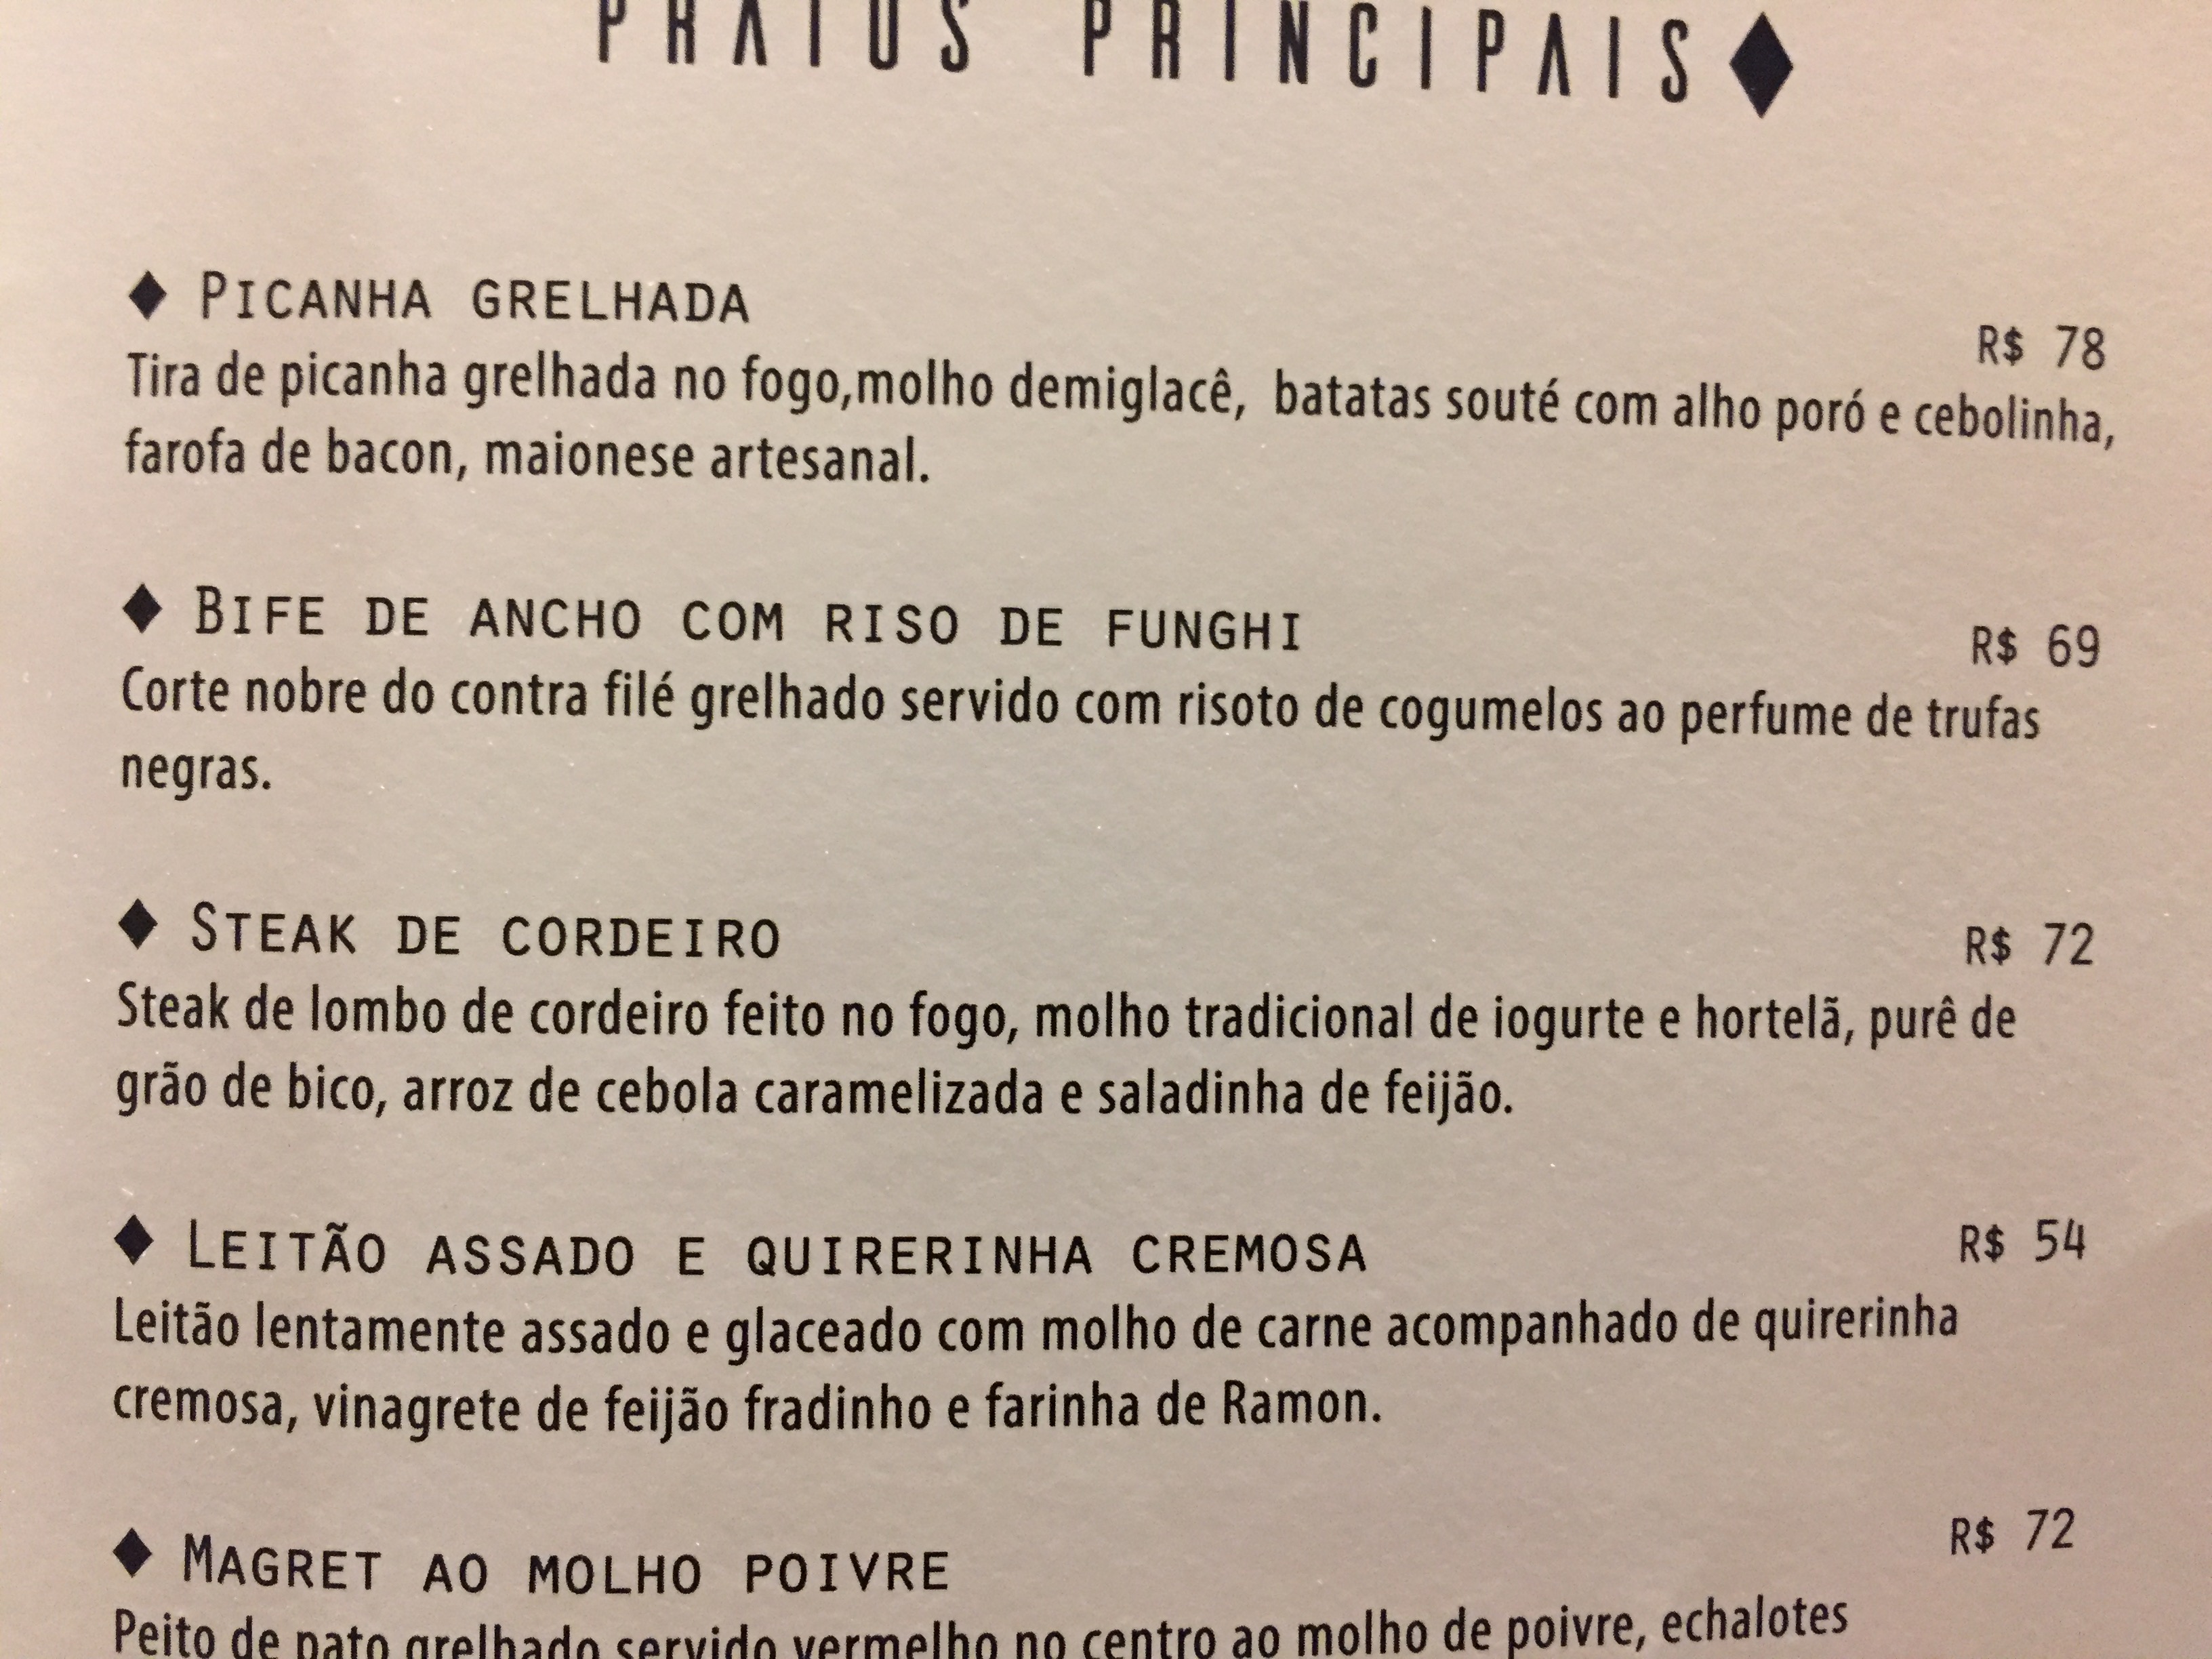 PRATOS PRINCIPAIS
PICANHA GRELHADA
R$ 78
Tira de picanha grelhada no fogo,molho demiglacê, batatas souté com alho poró e cebolinha,
farofa de bacon, maionese artesanal.
BIFE DE ANCHO COM RISO DE FUNGHI
R$ 69
Corte nobre do contra filé grelhado servido com risoto de cogumelos ao perfume de trufas
negras.
STEAK DE CORDEIRO
R$ 72
Steak de lombo de cordeiro feito no fogo, molho tradicional de iogurte e hortelã, purê de
grão de bico, arroz de cebola caramelizada e saladinha de feijão.
LEITÃO ASSADO E QUIRERINHA CREMOSA
R$ 54
Leitão lentamente assado e glaceado com molho de carne acompanhado de quirerinha
cremosa, vinagrete de feijão fradinho e farinha de Ramon.
MAGRET AO MOLHO POIVRE
R$ 72
Peito de pato grelhado servido vermelho no centro ao molho de poivre, echalotes